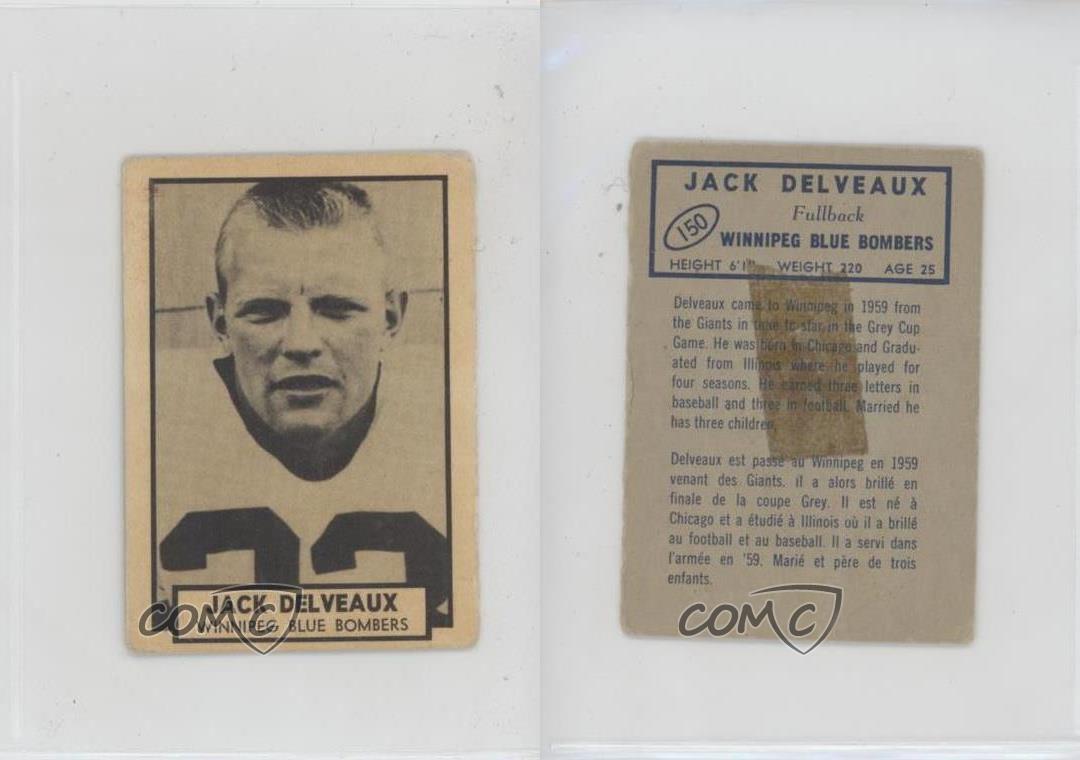 JACK DELVEAUX
WINNIPEG BLUE BOMBERS
COMC
JACK DELVEAUX
Fullback
150
WINNIPEG BLUE BOMBERS
HEIGHT 6'1" WEIGHT 220 AGE 25
Delveaux came to Winnipeg in 1959 from
the Giants in time to star in the Grey Cup
Game. He was born in Chicago and Gradu-
ated from Illinois where he played for
four seasons. He earned three letters in
baseball and three in football. Married he
has three children.
Delveaux est passé au Winnipeg en 1959
venant des Giants. il a alors brillé en
finale de la coupe Grey. Il est né à
Chicago et a étudié à Illinois où il a brillé
au football et au baseball. Il a servi dans
l'armée en '59. Marié et père de trois
enfants.
COMC